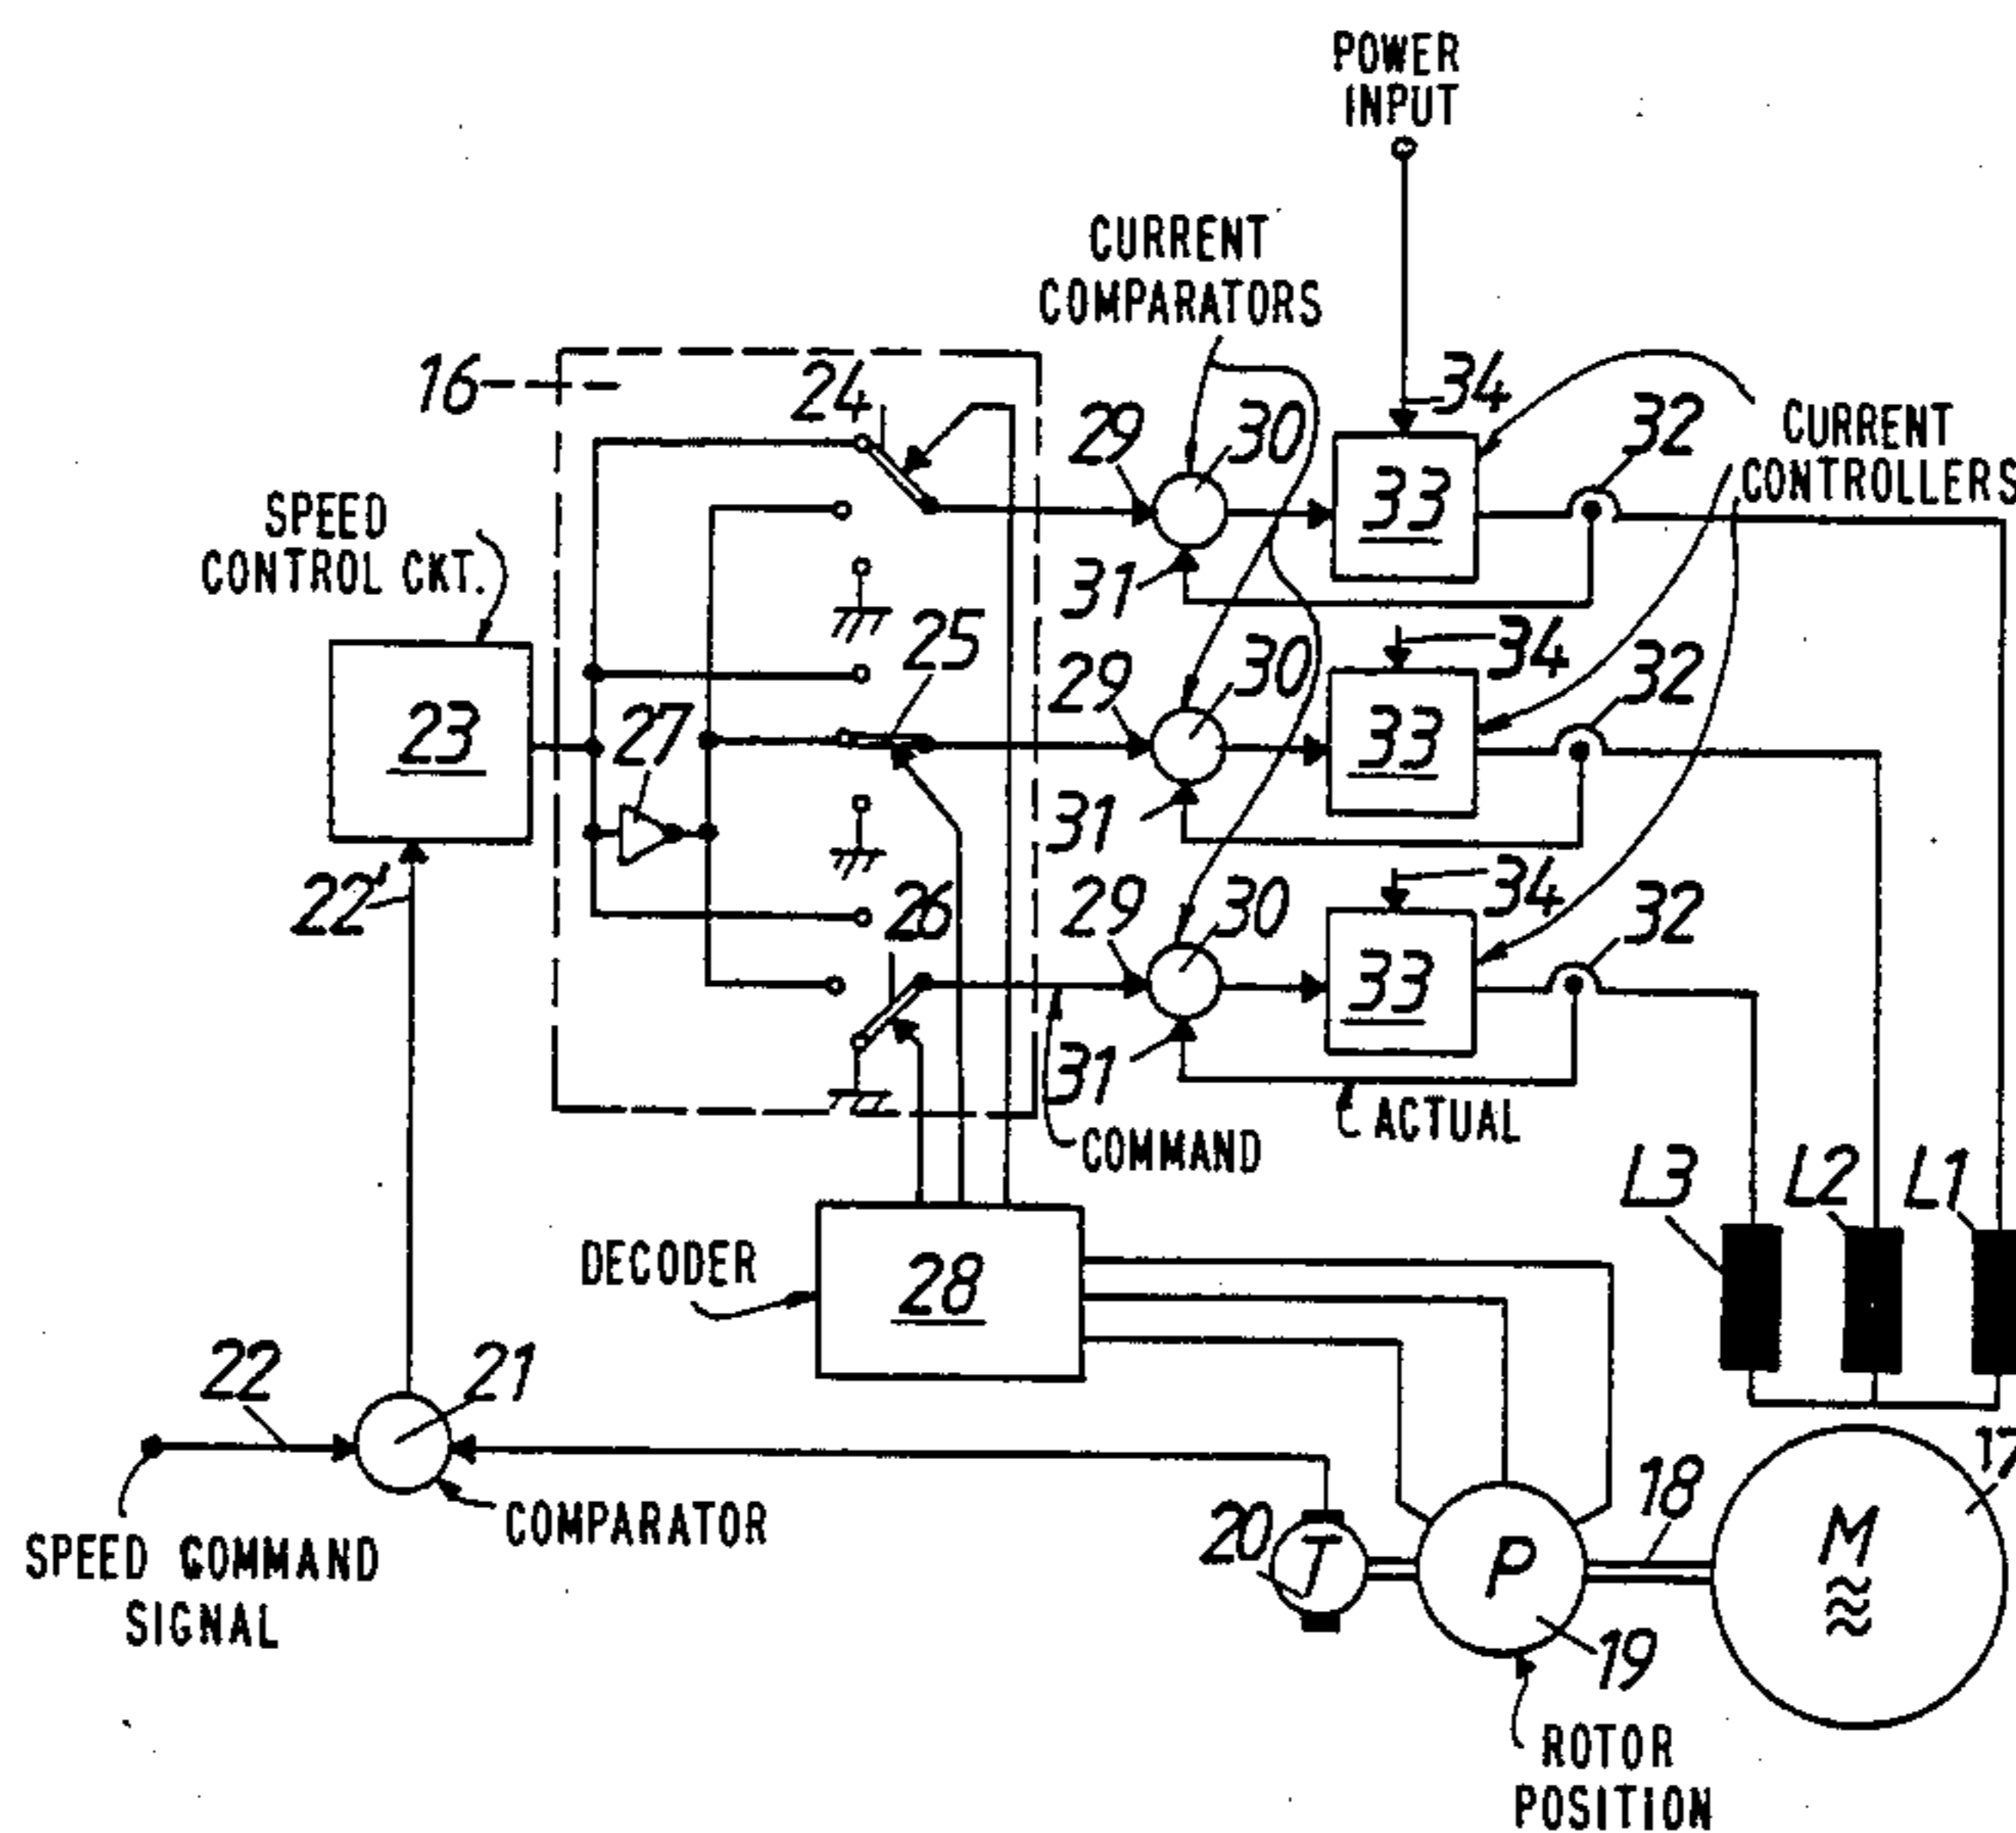 POWER
INPUT
CURRENT
COMPARATORS
16
24
34
32
CURRENT
CONTROLLERS
29
30
33
SPEED
CONTROL CKT.
31
25
34
32
29
30
33
23
27
31
22'
26
34
32
29
30
33
31
ACTUAL
COMMAND
L3
L2
L1
DECODER
28
22
21
17
COMPARATOR
18
20
T
P
M
SPEED COMMAND
SIGNAL
19
ROTOR
POSITION